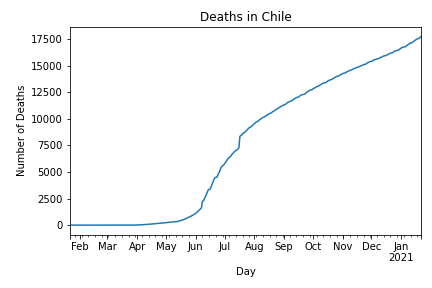 Deaths in Chile
Number of Deaths
17500
15000
12500
10000
7500
5000
2500
0
Feb Mar Apr May Jun Jul Aug Sep Oct Nov Dec Jan
2021
Day